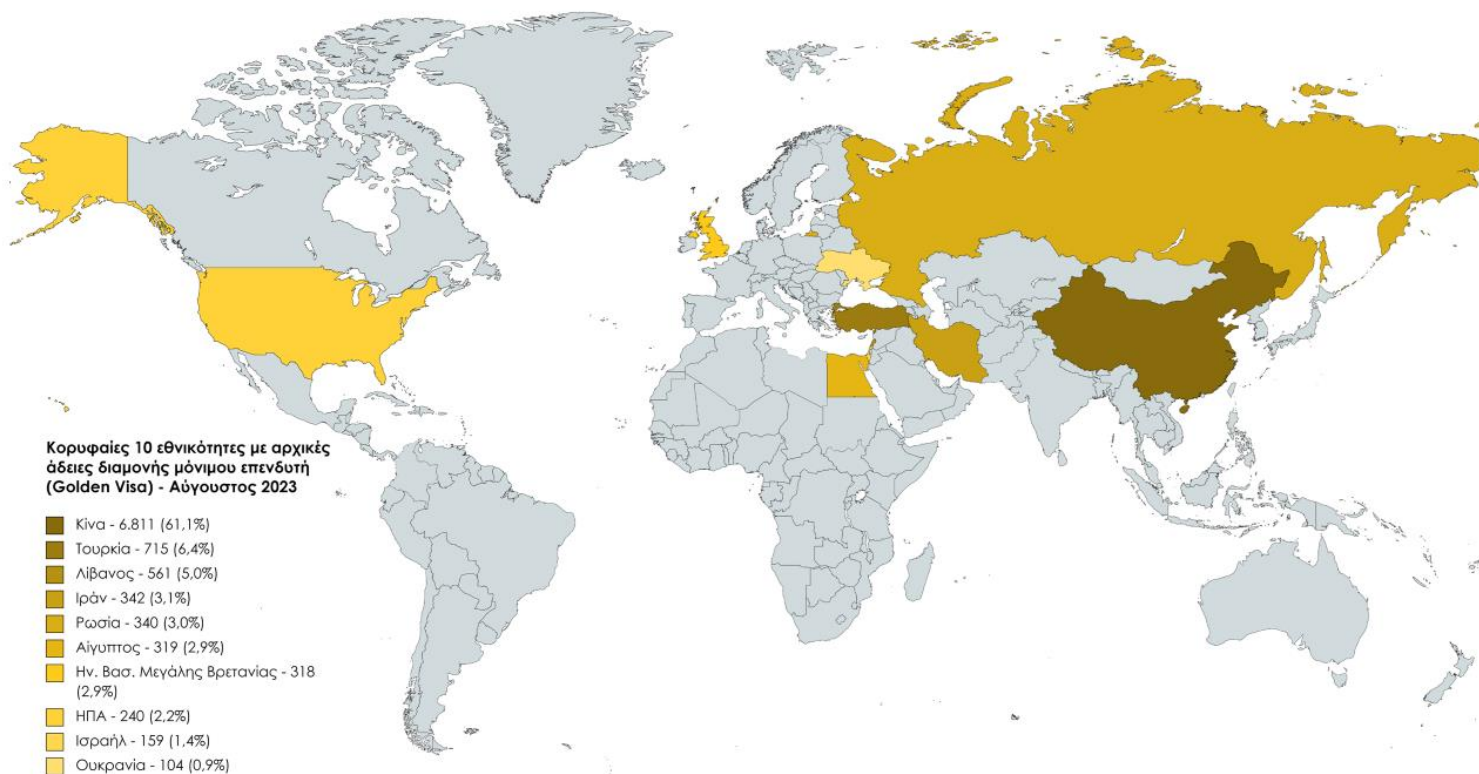 Κορυφαίες 10 εθνικότητες με αρχικές
άδειες διαμονής μόνιμου επενδυτή
(Golden Visa) - Αύγουστος 2023
Κίνα - 6.811 (61,1%)
Τουρκία - 715 (6,4%)
Λίβανος - 561 (5,0%)
Ιράν - 342 (3,1%)
Ρωσία - 340 (3,0%)
Αίγυπτος - 319 (2,9%)
Ην. Βασ. Μεγάλης Βρετανίας - 318
(2,9%)
ΗΠΑ - 240 (2,2%)
Ισραήλ - 159 (1,4%)
Ουκρανία - 104 (0,9%)